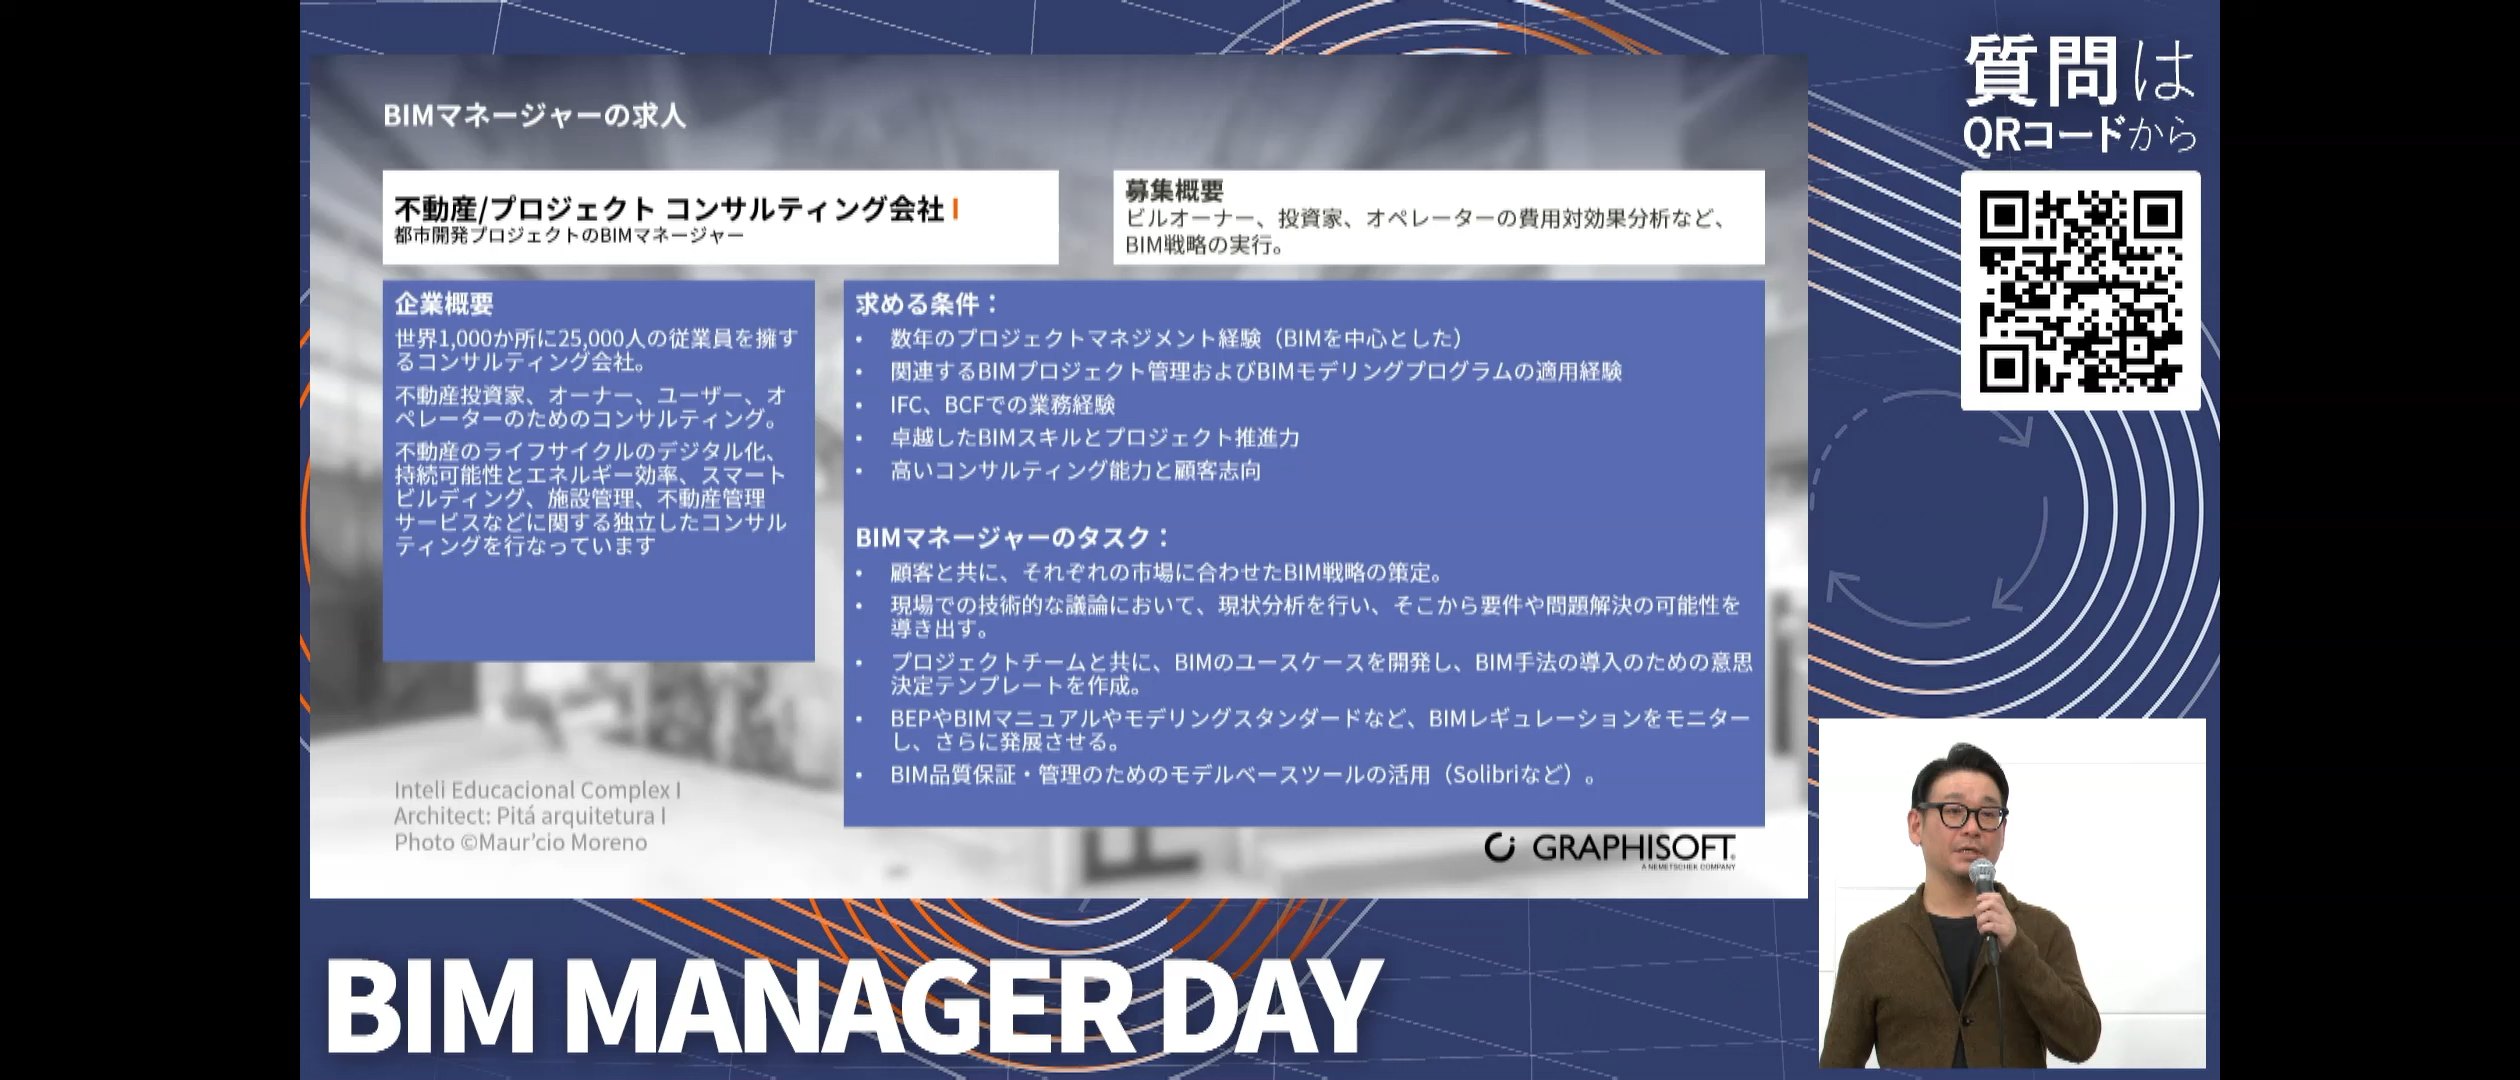 BIMマネージャーの求人
不動産/プロジェクト コンサルティング会社 I
都市開発プロジェクトのBIMマネージャー
募集概要
ビルオーナー、投資家、オペレーターの費用対効果分析など、
BIM戦略の実行。
企業概要
世界1,000か所に25,000人の従業員を擁す
るコンサルティング会社。
不動産投資家、オーナー、ユーザー、オ
ペレーターのためのコンサルティング。
不動産のライフサイクルのデジタル化、
持続可能性とエネルギー効率、スマート
ビルディング、施設管理、不動産管理
サービスなどに関する独立したコンサル
ティングを行なっています
求める条件：
• 数年のプロジェクトマネジメント経験（BIMを中心とした）
• 関連するBIMプロジェクト管理およびBIMモデリングプログラムの適用経験
• IFC、BCFでの業務経験
• 卓越したBIMスキルとプロジェクト推進力
• 高いコンサルティング能力と顧客志向
BIMマネージャーのタスク：
• 顧客と共に、それぞれの市場に合わせたBIM戦略の策定。
• 現場での技術的な議論において、現状分析を行い、そこから要件や問題解決の可能性を
導き出す。
• プロジェクトチームと共に、BIMのユースケースを開発し、BIM手法の導入のための意思
決定テンプレートを作成。
• BEPやBIMマニュアルやモデリングスタンダードなど、BIMレギュレーションをモニター
し、さらに発展させる。
• BIM品質保証・管理のためのモデルベースツールの活用（Solibriなど）。
Inteli Educacional Complex I
Architect: Pitá arquitetura I
Photo ©Maur'cio Moreno
GRAPHISOFT
A NEMETSCHEK COMPANY
質問は
QRコードから
BIM MANAGER DAY